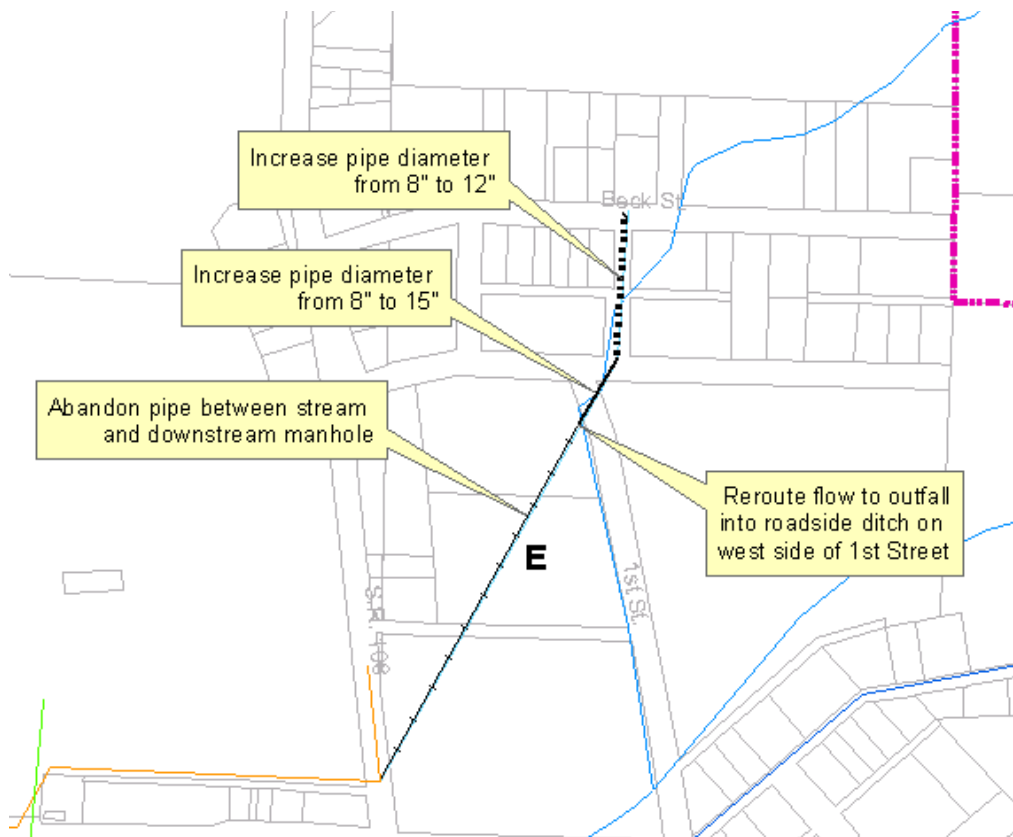 Increase pipe diameter
from 8" to 12"
Beck St
Increase pipe diameter
from 8" to 15"
Abandon pipe between stream
and downstream manhole
Reroute flow to outfall
into roadside ditch on
west side of 1st Street
E
1st St.